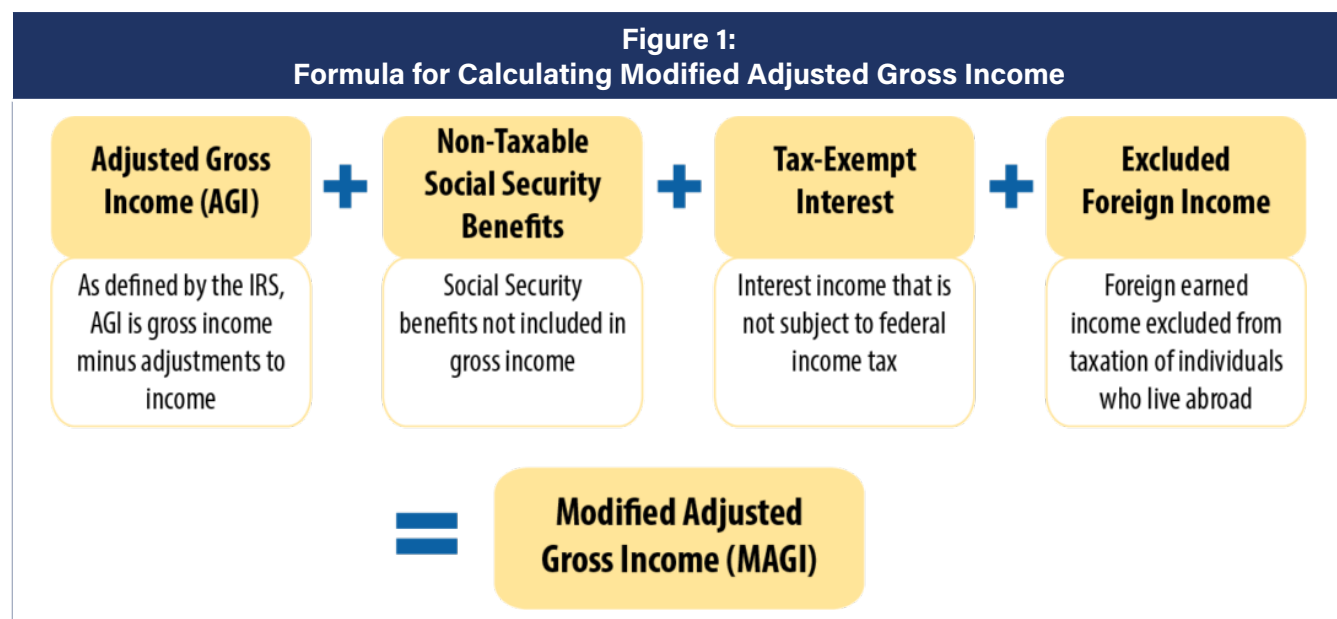 Figure 1:
Formula for Calculating Modified Adjusted Gross Income
Adjusted Gross
Income (AGI)
+
Non-Taxable
Social Security
Benefits
+
Tax-Exempt
Interest
+
Excluded
Foreign Income
As defined by the IRS,
AGI is gross income
minus adjustments to
income
Social Security
benefits not included in
gross income
Interest income that is
not subject to federal
income tax
Foreign earned
income excluded from
taxation of individuals
who live abroad
=
Modified Adjusted
Gross Income (MAGI)